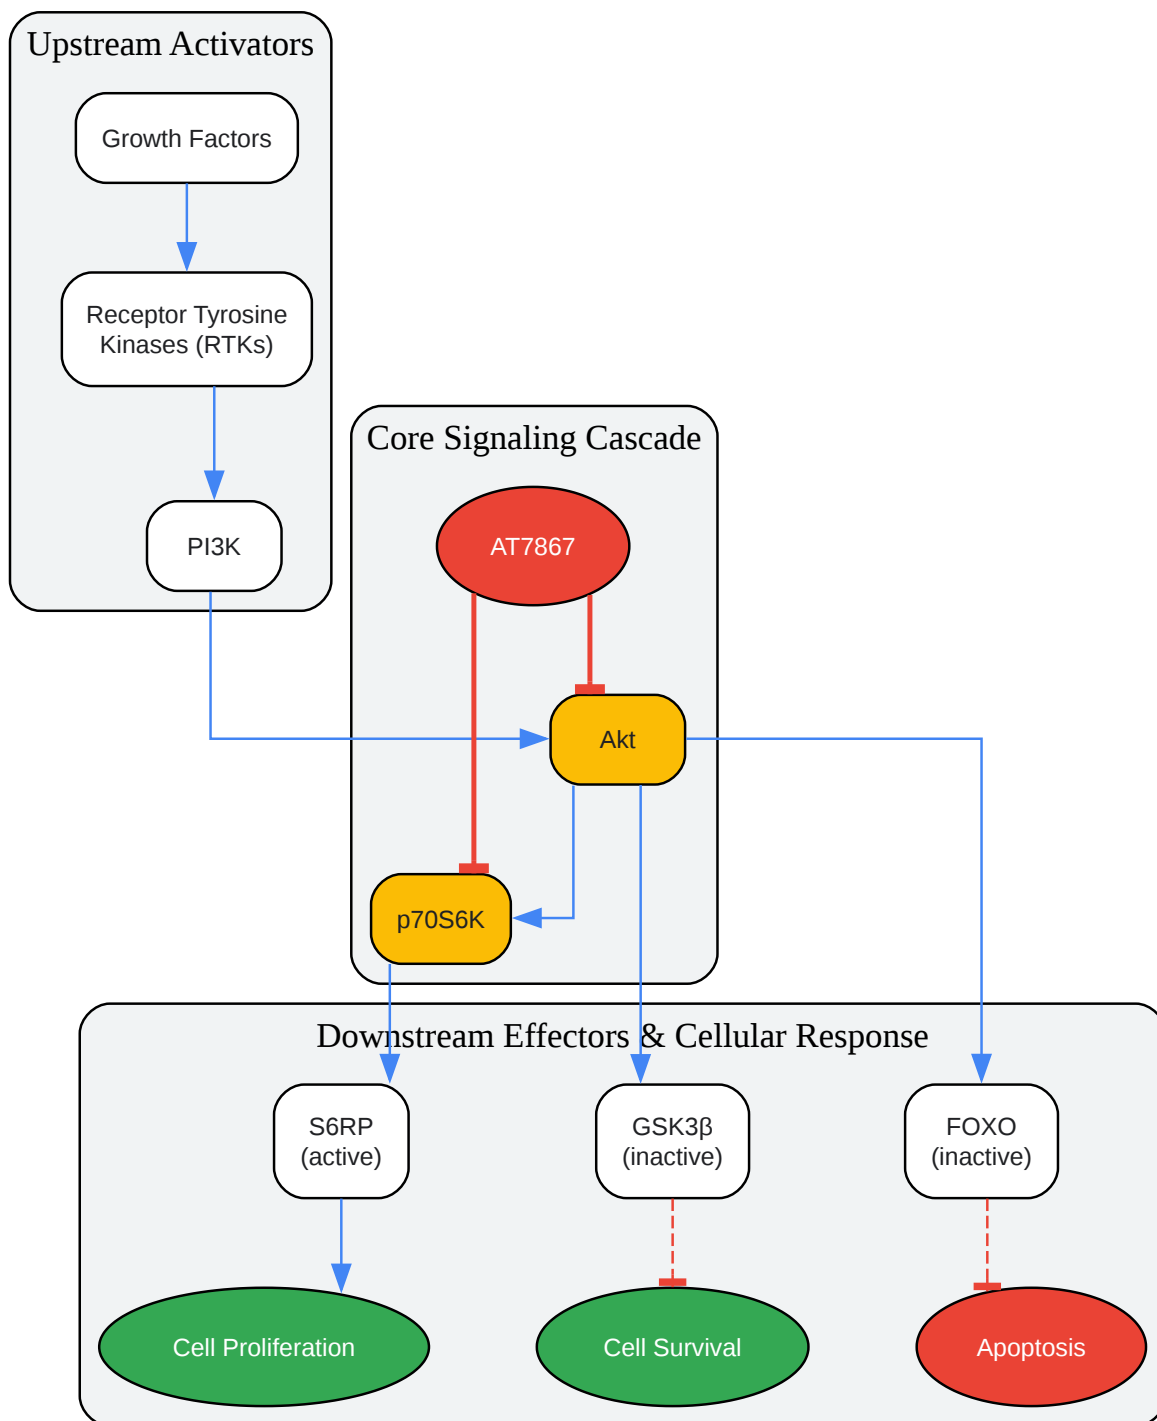 Upstream Activators
Growth Factors
Receptor Tyrosine
Kinases (RTKs)
PI3K
Core Signaling Cascade
AT7867
Akt
p70S6K
Downstream Effectors & Cellular Response
S6RP
(active)
GSK3β
(inactive)
FOXO
(inactive)
Cell Proliferation
Cell Survival
Apoptosis